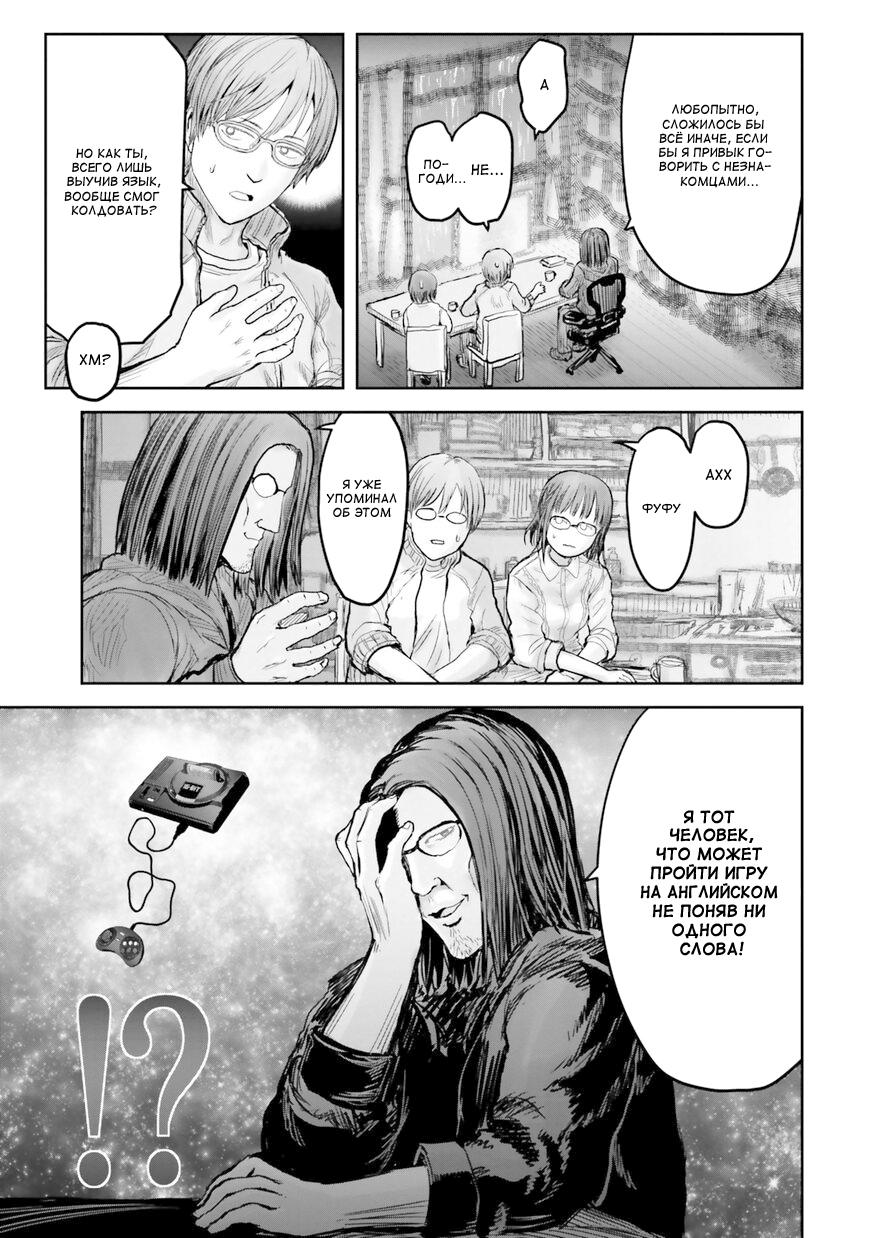 ЛЮБОПЫТНО,
СЛОЖИЛОСЬ БЫ
ВСЁ ИНАЧЕ, ЕСЛИ
БЫ Я ПРИВЫК ГО-
ВОРИТЬ С НЕЗНА-
КОМЦАМИ...
А
НЕ...
ПО-
ГОДИ...
НО КАК ТЫ,
ВСЕГО ЛИШЬ
ВЫУЧИВ ЯЗЫК,
ВООБЩЕ СМОГ
КОЛДОВАТЬ?
ХМ?
АХХ
ФУФУ
Я УЖЕ
УПОМИНАЛ
ОБ ЭТОМ
Я ТОТ
ЧЕЛОВЕК,
ЧТО МОЖЕТ
ПРОЙТИ ИГРУ
НА АНГЛИЙСКОМ
НЕ ПОНЯВ НИ
ОДНОГО
СЛОВА!
!?